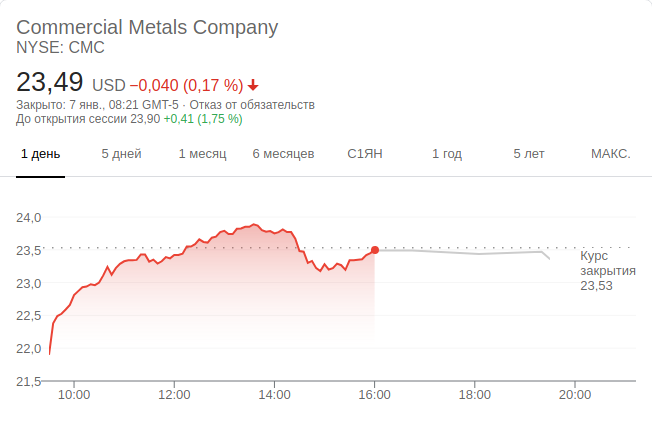 Commercial Metals Company
NYSE: CMC
23,49 USD −0,040 (0,17 %)
Закрыто: 7 янв., 08:21 GMT-5 · Отказ от обязательств
До открытия сессии 23,90 +0,41 (1,75 %)
1 день 5 дней 1 месяц 6 месяцев С1ЯН 1 год 5 лет МАКС.
24,0
23,5
Курс
закрытия
23,53
23,0
22,5
22,0
21,5
10:00 12:00 14:00 16:00 18:00 20:00